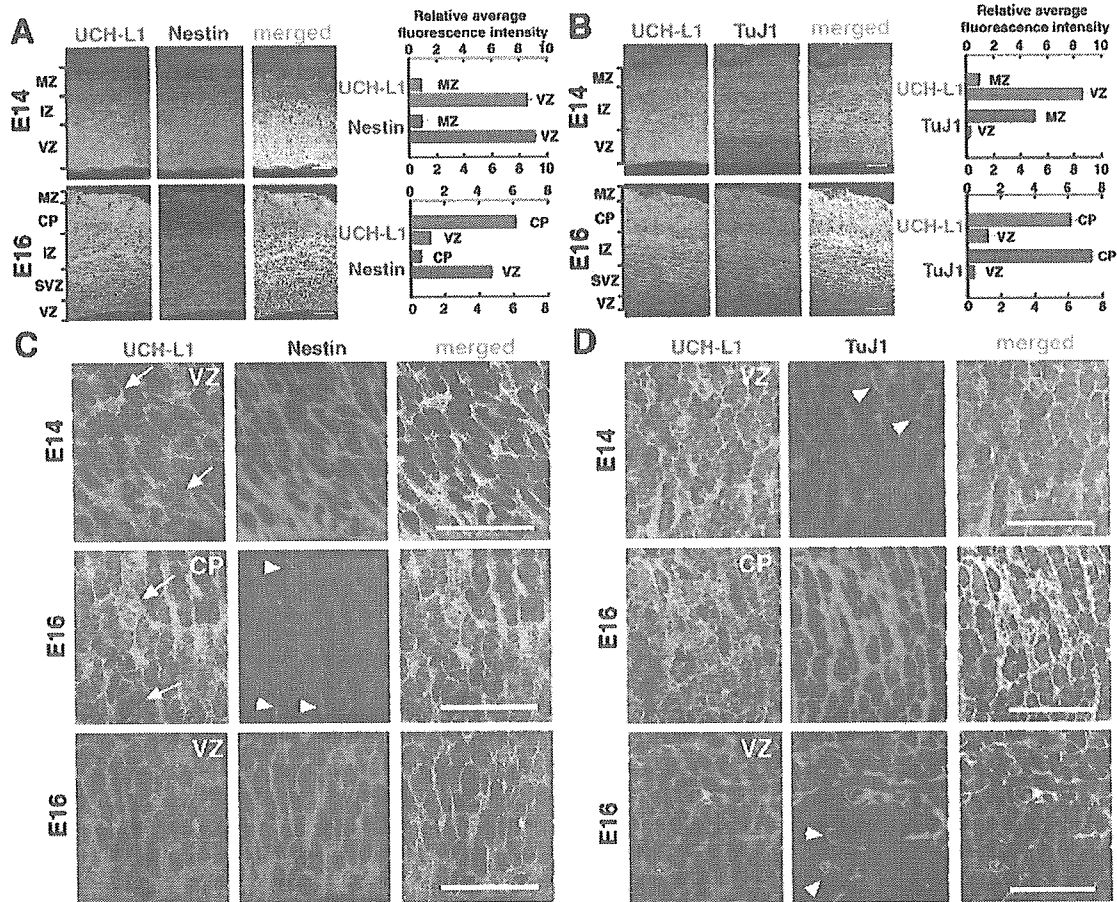 A
UCH-L1 Nestin merged
Relative average
fluorescence intensity
0 2 4 6 8 10
E14
MZ
IZ
VZ
UCH-L1
MZ
VZ
Nestin
MZ
VZ
0 2 4 6 8 10
E16
MZ
CP
IZ
SVZ
VZ
0 2 4 6 8
UCH-L1
CP
VZ
Nestin
CP
VZ
0 2 4 6 8
B
UCH-L1 TuJ1 merged
Relative average
fluorescence intensity
0 2 4 6 8 10
E14
MZ
IZ
VZ
UCH-L1
MZ
VZ
TuJ1
MZ
VZ
0 2 4 6 8 10
E16
MZ
CP
IZ
SVZ
VZ
0 2 4 6 8
UCH-L1
CP
VZ
TuJ1
CP
VZ
0 2 4 6 8
C
UCH-L1 Nestin merged
E14
VZ
E16
CP
E16
VZ
D
UCH-L1 TuJ1 merged
E14
VZ
E16
CP
E16
VZ